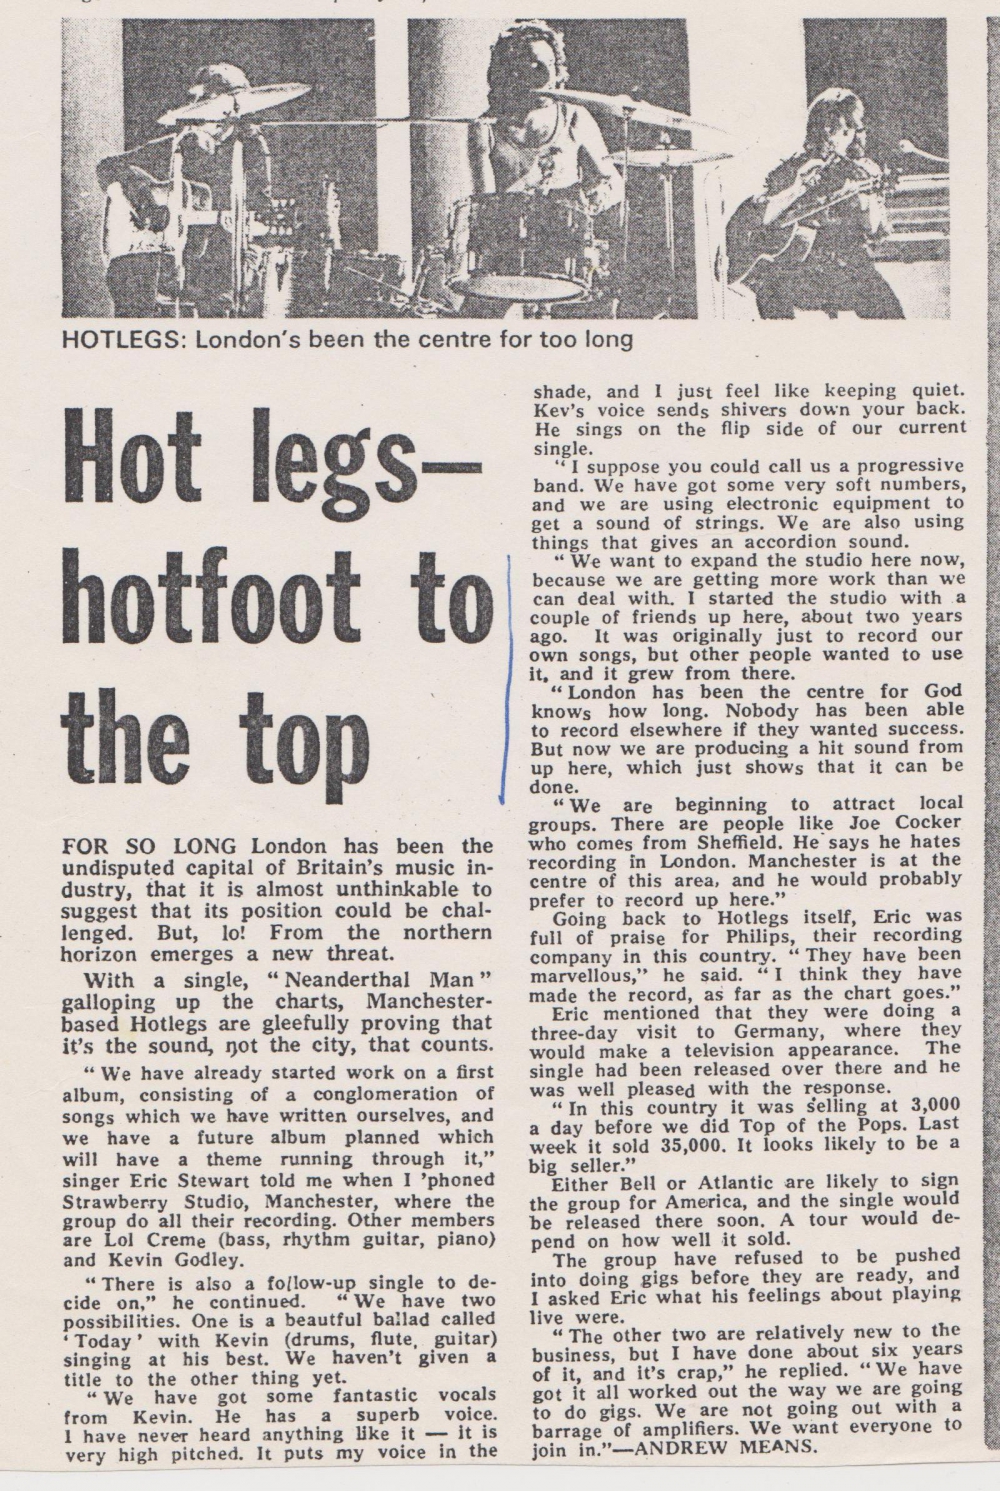 HOTLEGS: London's been the centre for too long
Hot legs—
hotfoot to
the top
FOR SO LONG London has been the
undisputed capital of Britain's music in-
dustry, that it is almost unthinkable to
suggest that its position could be chal-
lenged. But, lo! From the northern
horizon emerges a new threat.
With a single, "Neanderthal Man"
galloping up the charts, Manchester-
based Hotlegs are gleefully proving that
it's the sound, not the city, that counts.
"We have already started work on a first
album, consisting of a conglomeration of
songs which we have written ourselves, and
we have a future album planned which
will have a theme running through it,"
singer Eric Stewart told me when I 'phoned
Strawberry Studio, Manchester, where the
group do all their recording. Other members
are Lol Creme (bass, rhythm guitar, piano)
and Kevin Godley.
"There is also a follow-up single to de-
cide on," he continued. "We have two
possibilities. One is a beautful ballad called
'Today' with Kevin (drums, flute, guitar)
singing at his best. We haven't given a
title to the other thing yet.
"We have got some fantastic vocals
from Kevin. He has a superb voice.
I have never heard anything like it — it is
very high pitched. It puts my voice in the
shade, and I just feel like keeping quiet.
Kev's voice sends shivers down your back.
He sings on the flip side of our current
single.
"I suppose you could call us a progressive
band. We have got some very soft numbers,
and we are using electronic equipment to
get a sound of strings. We are also using
things that gives an accordion sound.
"We want to expand the studio here now,
because we are getting more work than we
can deal with. I started the studio with a
couple of friends up here, about two years
ago. It was originally just to record our
own songs, but other people wanted to use
it, and it grew from there.
"London has been the centre for God
knows how long. Nobody has been able
to record elsewhere if they wanted success.
But now we are producing a hit sound from
up here, which just shows that it can be
done.
"We are beginning to attract local
groups. There are people like Joe Cocker
who comes from Sheffield. He says he hates
recording in London. Manchester is at the
centre of this area, and he would probably
prefer to record up here."
Going back to Hotlegs itself, Eric was
full of praise for Philips, their recording
company in this country. "They have been
marvellous," he said. "I think they have
made the record, as far as the chart goes."
Eric mentioned that they were doing a
three-day visit to Germany, where they
would make a television appearance. The
single had been released over there and he
was well pleased with the response.
"In this country it was selling at 3,000
a day before we did Top of the Pops. Last
week it sold 35,000. It looks likely to be a
big seller."
Either Bell or Atlantic are likely to sign
the group for America, and the single would
be released there soon. A tour would de-
pend on how well it sold.
The group have refused to be pushed
into doing gigs before they are ready, and
I asked Eric what his feelings about playing
live were.
"The other two are relatively new to the
business, but I have done about six years
of it, and it's crap," he replied. "We have
got it all worked out the way we are going
to do gigs. We are not going out with a
barrage of amplifiers. We want everyone to
join in."—ANDREW MEANS.